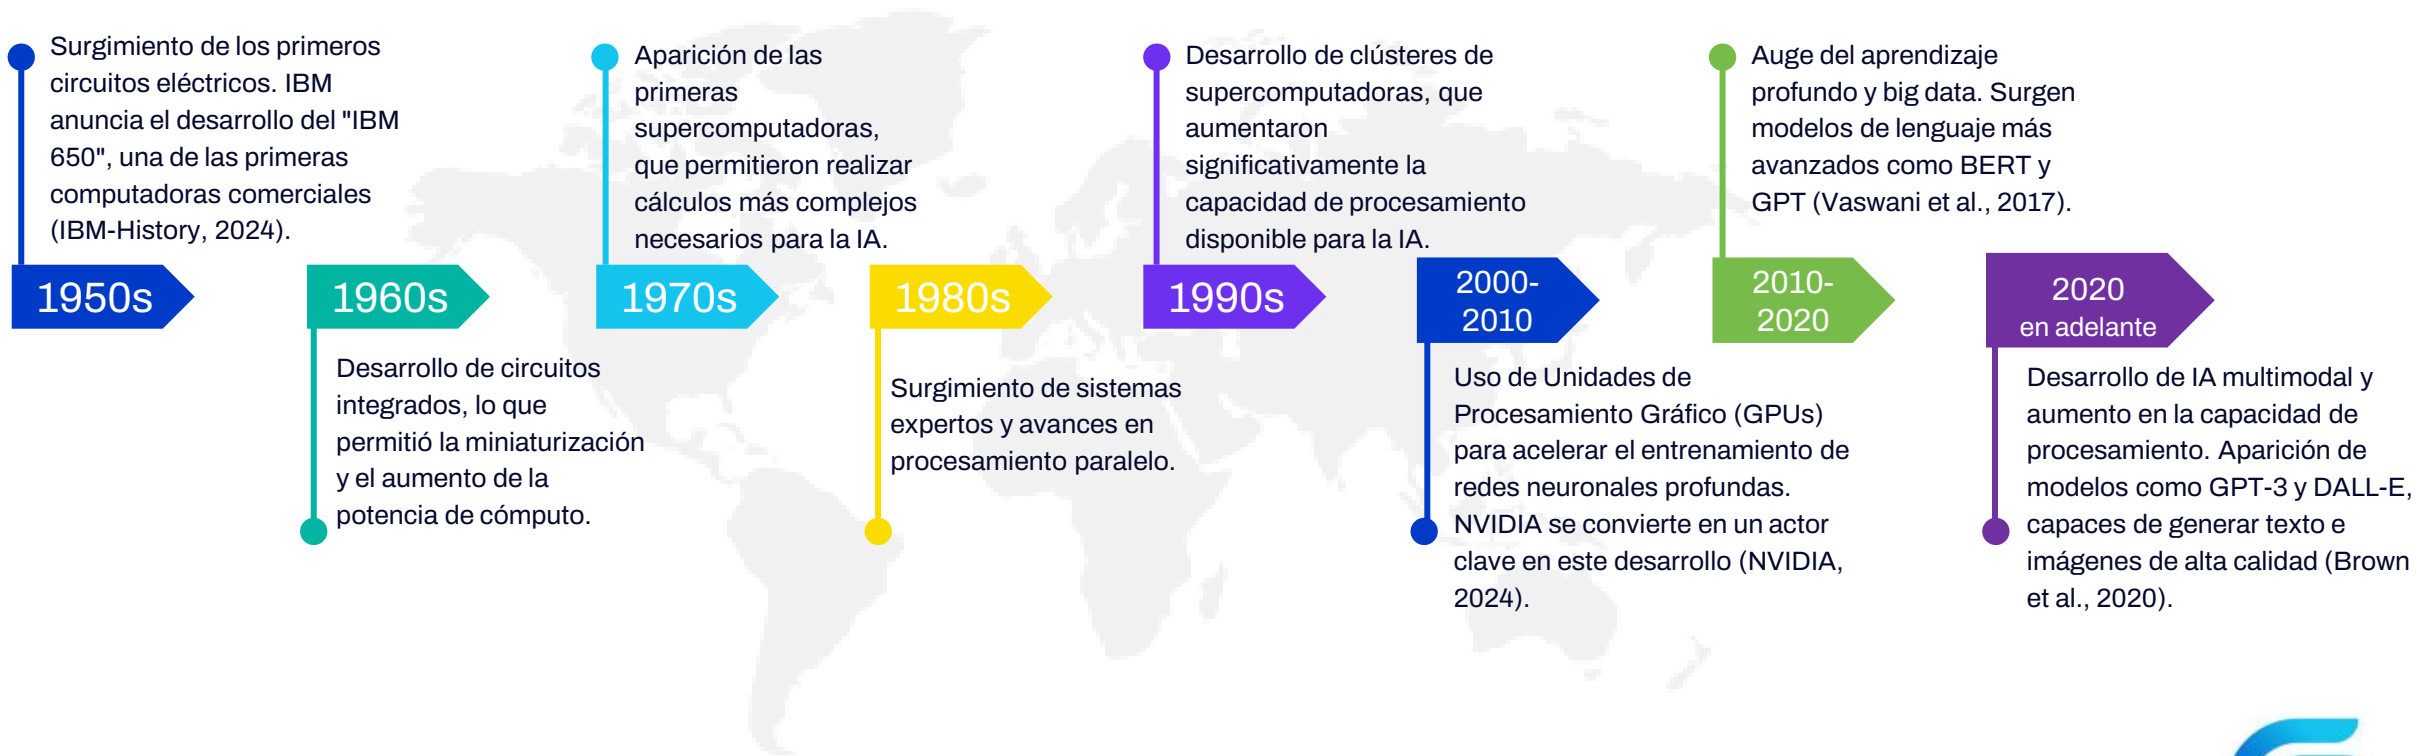 Surgimiento de los primeros
circuitos eléctricos. IBM
anuncia el desarrollo del "IBM
650", una de las primeras
computadoras comerciales
(IBM-History, 2024).
1950s
1960s
Desarrollo de circuitos
integrados, lo que
permitió la miniaturización
y el aumento de la
potencia de cómputo.
Aparición de las
primeras
supercomputadoras,
que permitieron realizar
cálculos más complejos
necesarios para la IA.
1970s
1980s
Surgimiento de sistemas
expertos y avances en
procesamiento paralelo.
Desarrollo de clústeres de
supercomputadoras, que
aumentaron
significativamente la
capacidad de procesamiento
disponible para la IA.
1990s
2000-
2010
Uso de Unidades de
Procesamiento Gráfico (GPUs)
para acelerar el entrenamiento de
redes neuronales profundas.
NVIDIA se convierte en un actor
clave en este desarrollo (NVIDIA,
2024).
Auge del aprendizaje
profundo y big data. Surgen
modelos de lenguaje más
avanzados como BERT y
GPT (Vaswani et al., 2017).
2010-
2020
2020
en adelante
Desarrollo de IA multimodal y
aumento en la capacidad de
procesamiento. Aparición de
modelos como GPT-3 y DALL-E,
capaces de generar texto e
imágenes de alta calidad (Brown
et al., 2020).